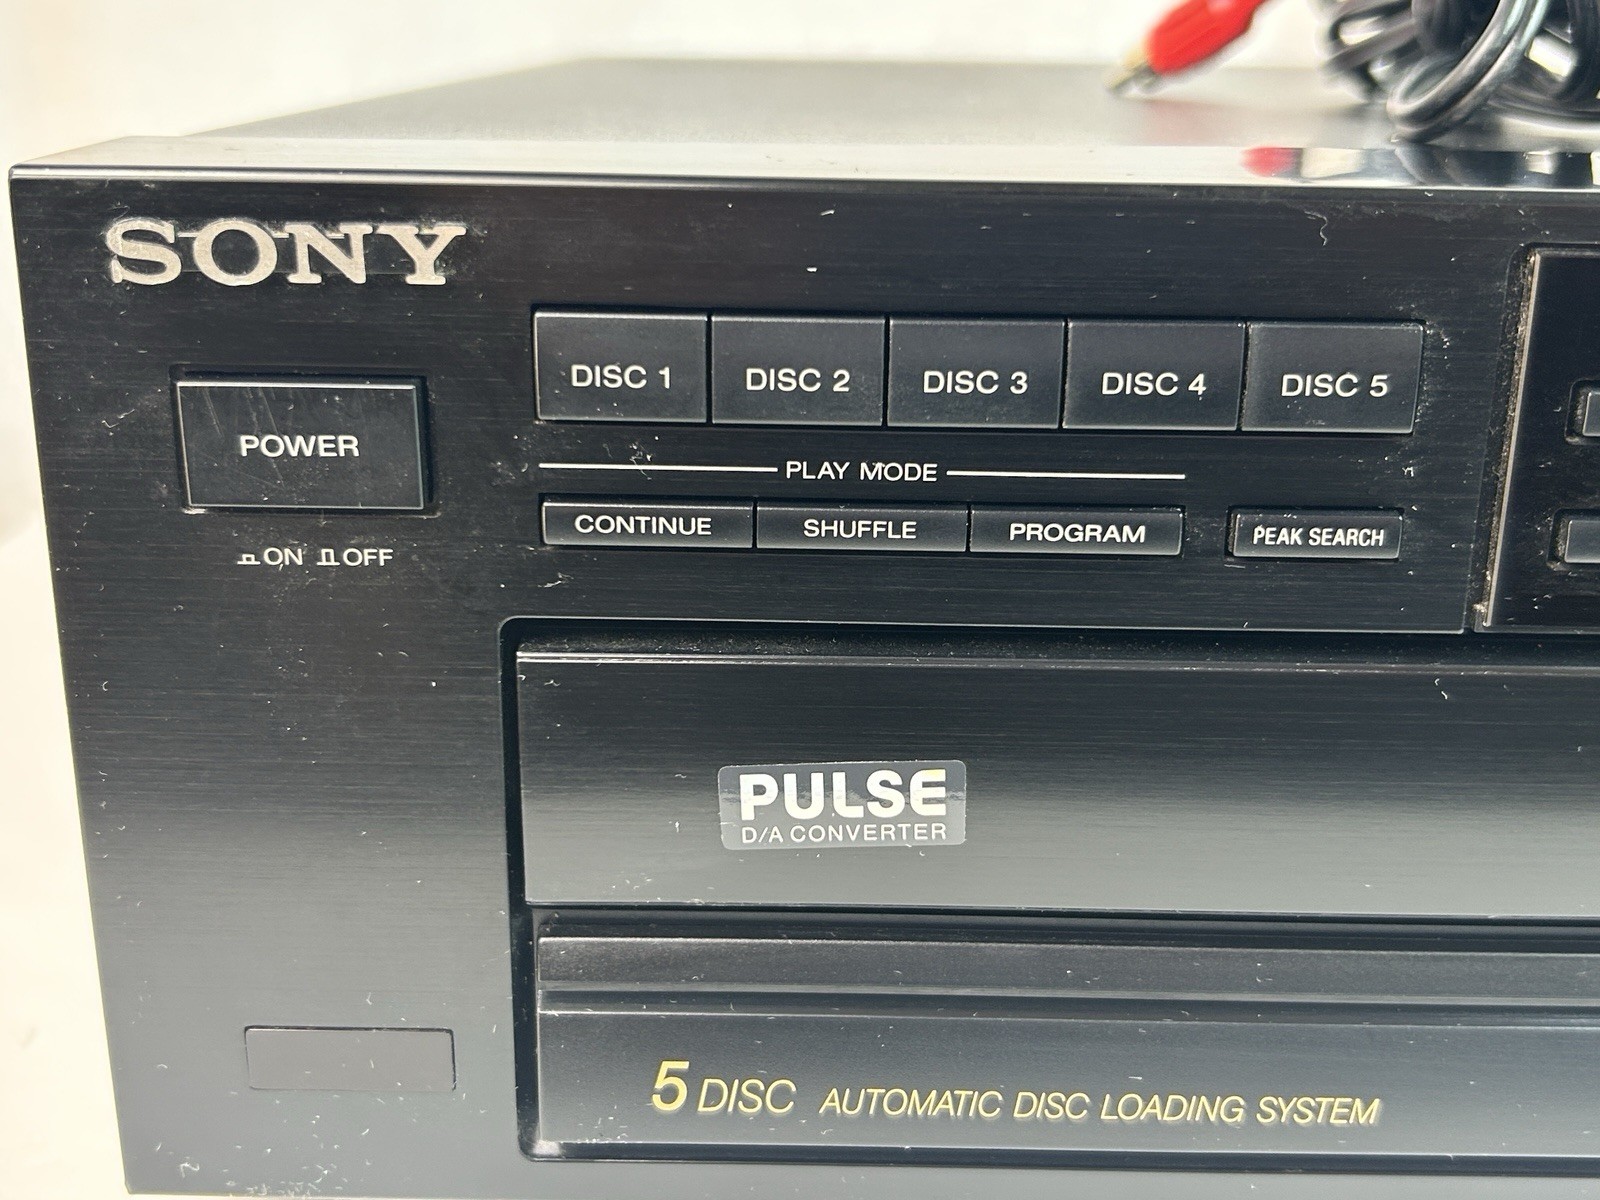 SONY
DISC 1 DISC 2 DISC 3 DISC 4 DISC 5
POWER
PLAY MODE
CONTINUE SHUFFLE PROGRAM PEAK SEARCH
ON OFF
PULSE
D/A CONVERTER
5 DISC AUTOMATIC DISC LOADING SYSTEM